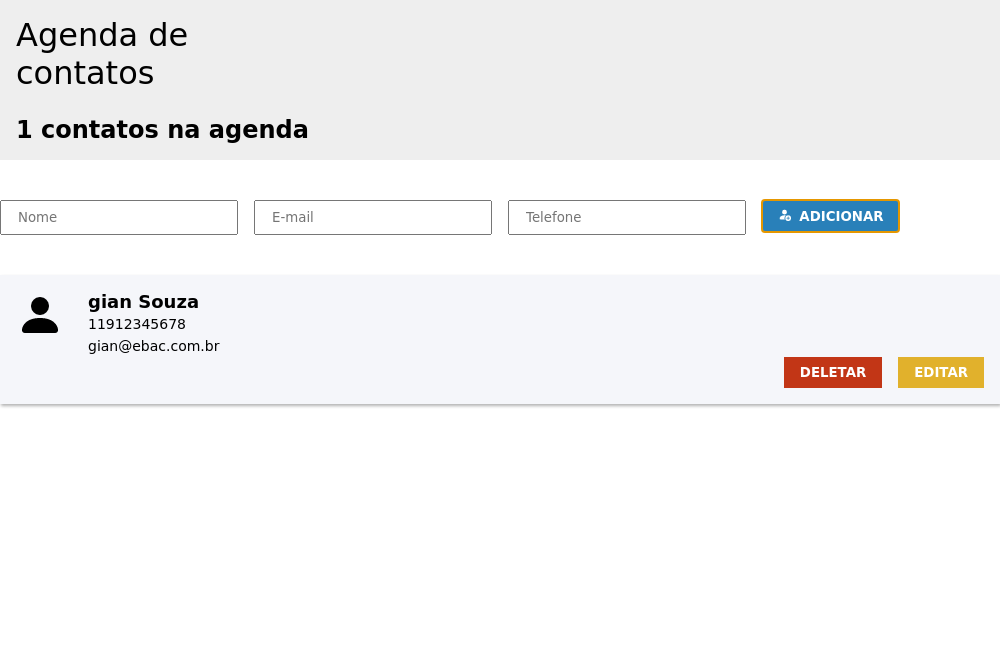 Agenda de
contatos
1 contatos na agenda
Nome E-mail Telefone ADICIONAR
gian Souza
11912345678
gian@ebac.com.br
DELETAR EDITAR